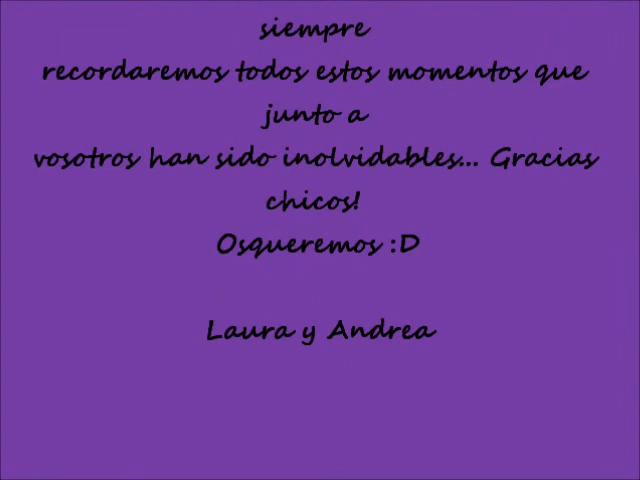 siempre
recordaremos todos estos momentos que
junto a
vosotros han sido inolvidables... Gracias
chicos!
Osqueremos :D
Laura y Andrea